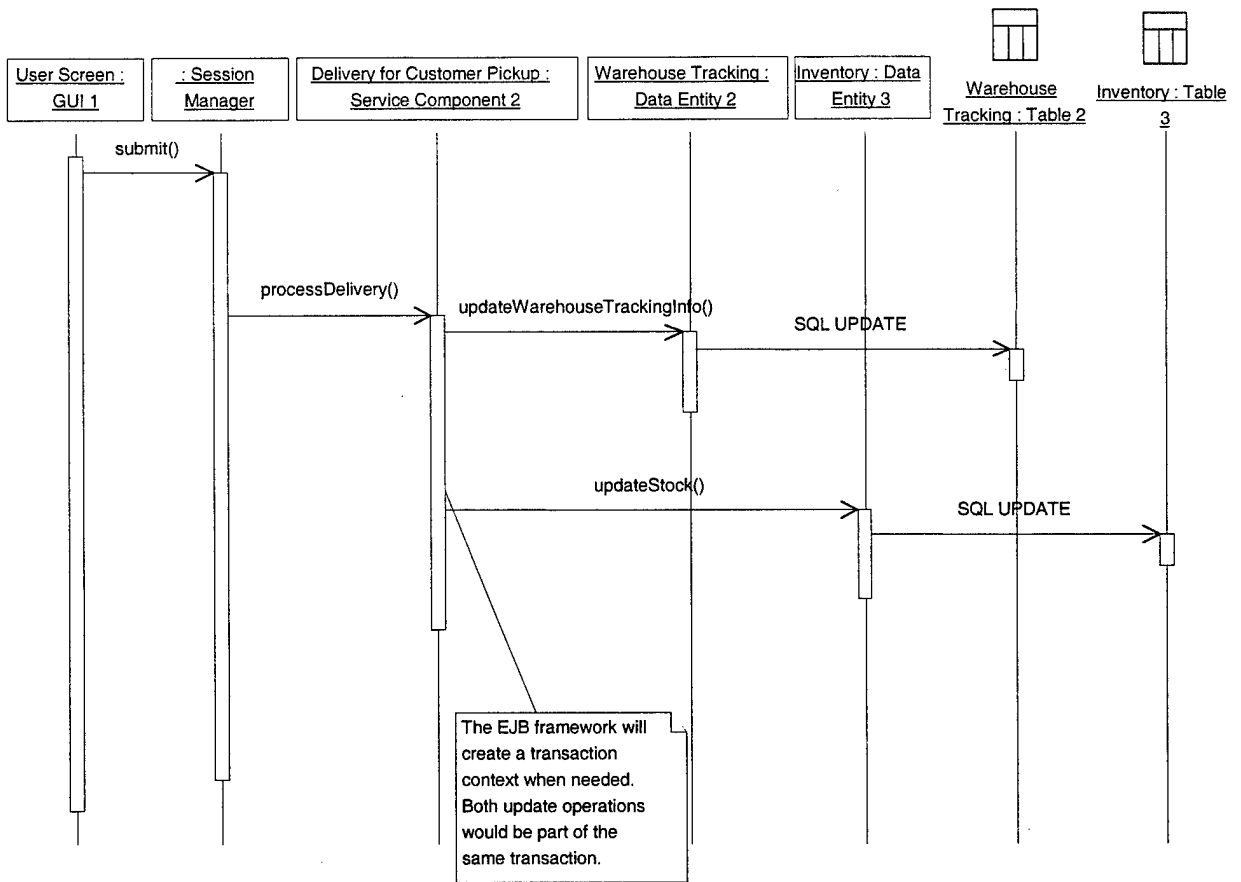 User Screen :
GUI 1
: Session
Manager
Delivery for Customer Pickup :
Service Component 2
Warehouse Tracking :
Data Entity 2
Inventory : Data
Entity 3
Warehouse
Tracking : Table 2
Inventory : Table
3
submit()
processDelivery()
updateWarehouseTrackingInfo()
SQL UPDATE
updateStock()
SQL UPDATE
The EJB framework will
create a transaction
context when needed.
Both update operations
would be part of the
same transaction.